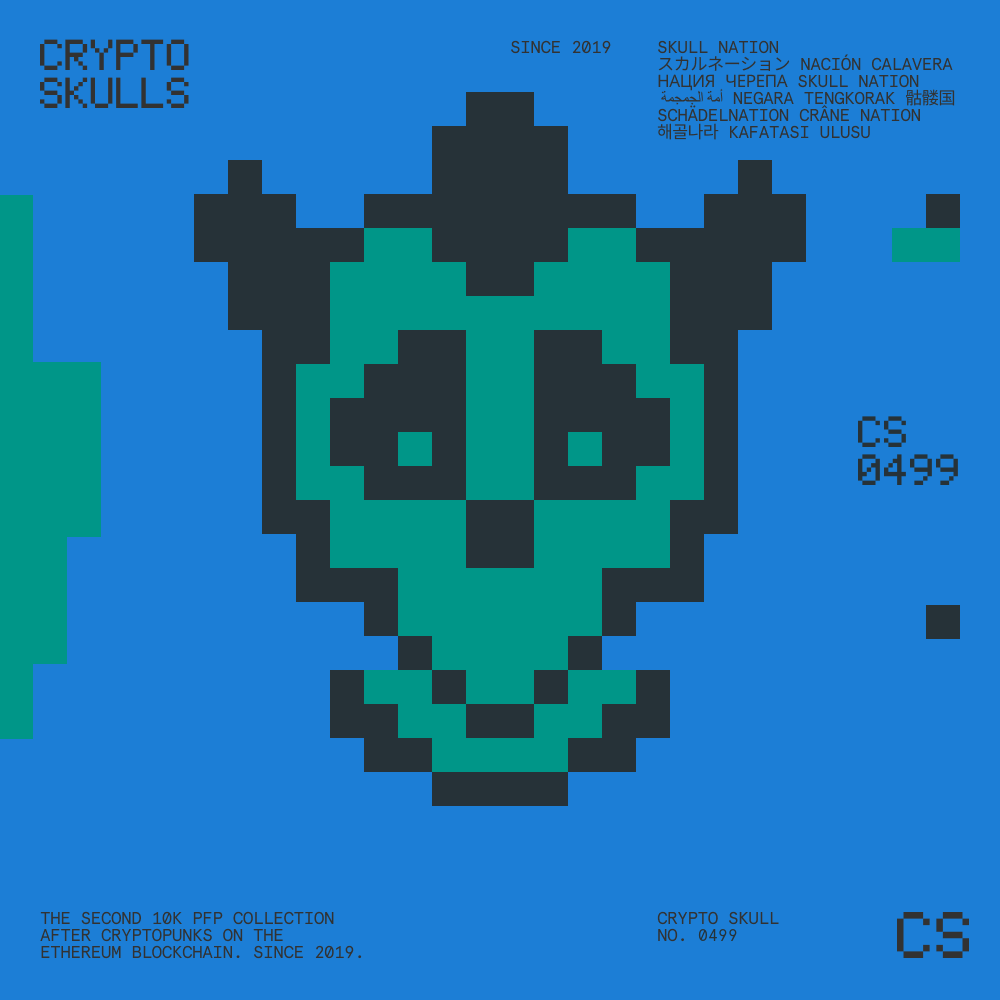 CRYPTO
SKULLS
SINCE 2019
SKULL NATION
スカルネーション NACIÓN CALAVERA
НАЦИЯ ЧЕРЕПА SKULL NATION
أمة الجمجمة NEGARA TENGKORAK 骷髅国
SCHÄDELNATION CRÂNE NATION
해골나라 KAFATASI ULUSU
CS
0499
THE SECOND 10K PFP COLLECTION
AFTER CRYPTOPUNKS ON THE
ETHEREUM BLOCKCHAIN. SINCE 2019.
CRYPTO SKULL
NO. 0499
CS